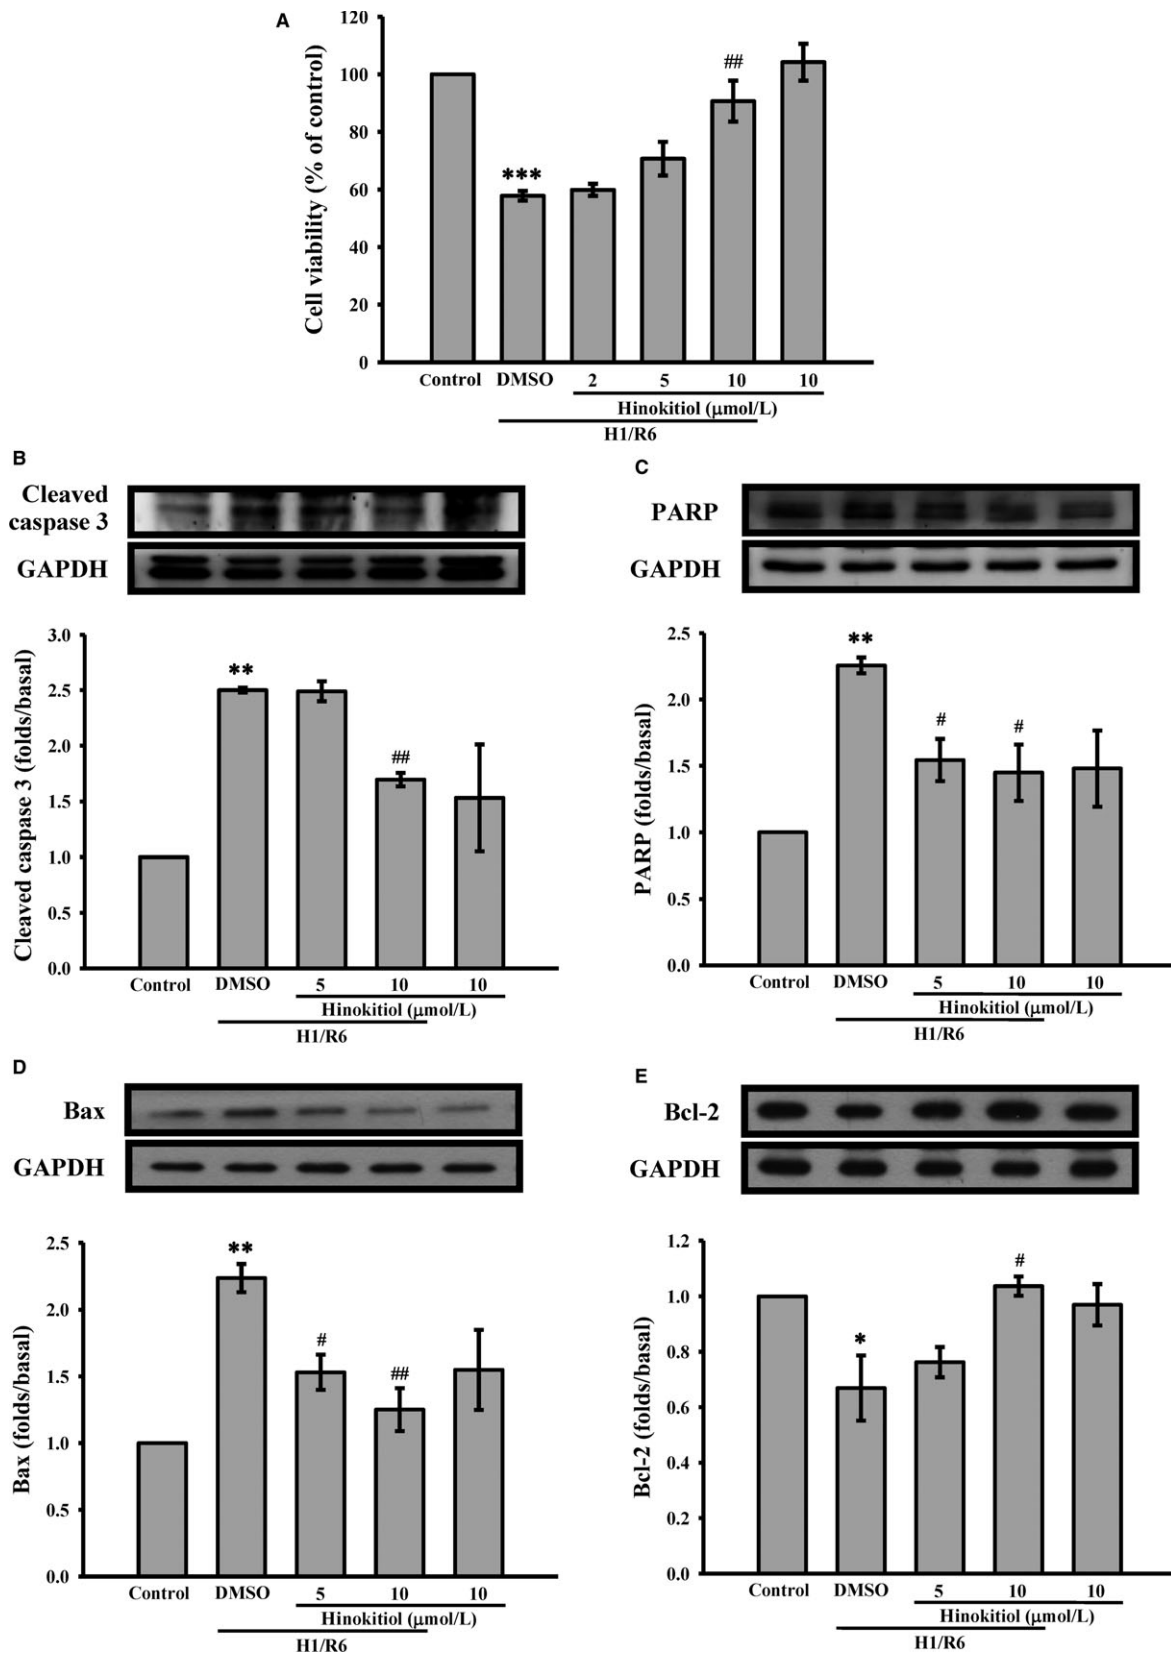 A
Cell viability (% of control)
120
100
80
60
40
20
0
***
##
Control DMSO 2 5 10 10
Hinokitiol (μmol/L)
H1/R6
B
Cleaved
caspase 3
GAPDH
Cleaved caspase 3 (folds/basal)
3.0
2.5
2.0
1.5
1.0
0.5
0.0
**
##
Control DMSO 5 10 10
Hinokitiol (μmol/L)
H1/R6
C
PARP
GAPDH
PARP (folds/basal)
2.5
2.0
1.5
1.0
0.5
0.0
**
# #
Control DMSO 5 10 10
Hinokitiol (μmol/L)
H1/R6
D
Bax
GAPDH
Bax (folds/basal)
2.5
2.0
1.5
1.0
0.5
0.0
**
#
##
Control DMSO 5 10 10
Hinokitiol (μmol/L)
H1/R6
E
Bcl-2
GAPDH
Bcl-2 (folds/basal)
1.2
1.0
0.8
0.6
0.4
0.2
0.0
*
#
Control DMSO 5 10 10
Hinokitiol (μmol/L)
H1/R6